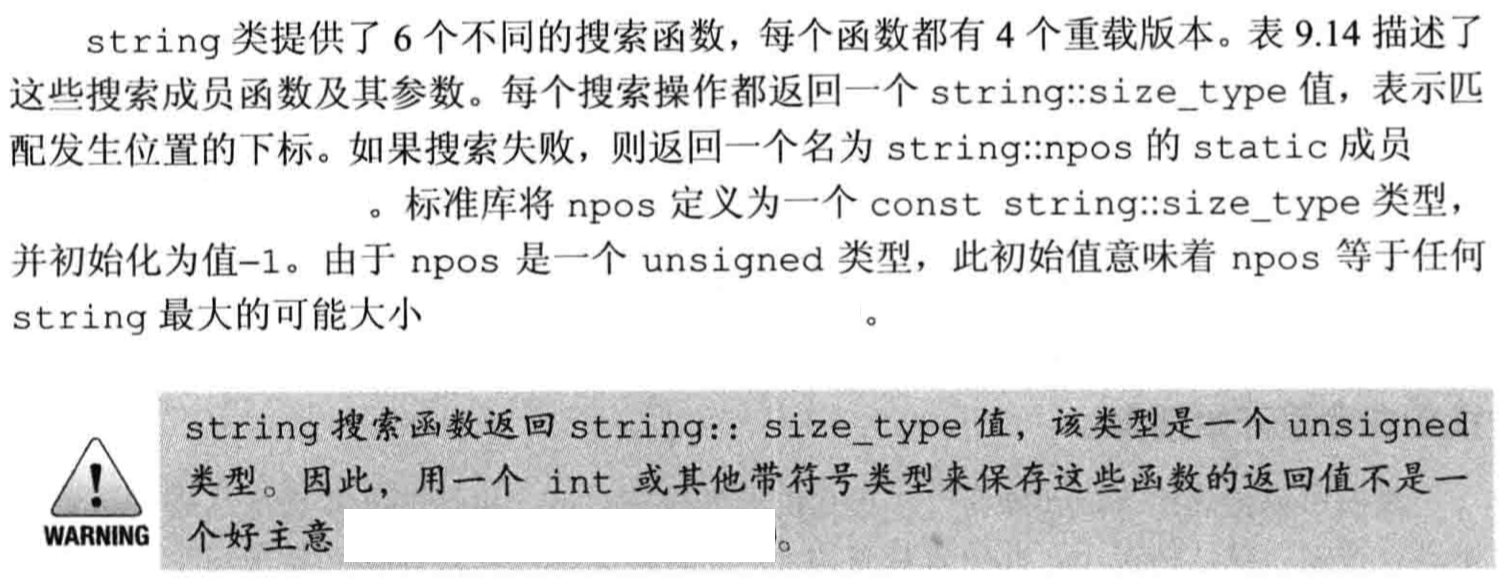 string 类提供了 6 个不同的搜索函数，每个函数都有 4 个重载版本。表 9.14 描述了
这些搜索成员函数及其参数。每个搜索操作都返回一个 string::size_type 值，表示匹
配发生位置的下标。如果搜索失败，则返回一个名为 string::npos 的 static 成员
。标准库将 npos 定义为一个 const string::size_type 类型，
并初始化为值-1。由于 npos 是一个 unsigned 类型，此初始值意味着 npos 等于任何
string 最大的可能大小 。
string 搜索函数返回 string:: size_type 值，该类型是一个 unsigned
类型。因此，用一个 int 或其他带符号类型来保存这些函数的返回值不是一
个好主意 。
WARNING